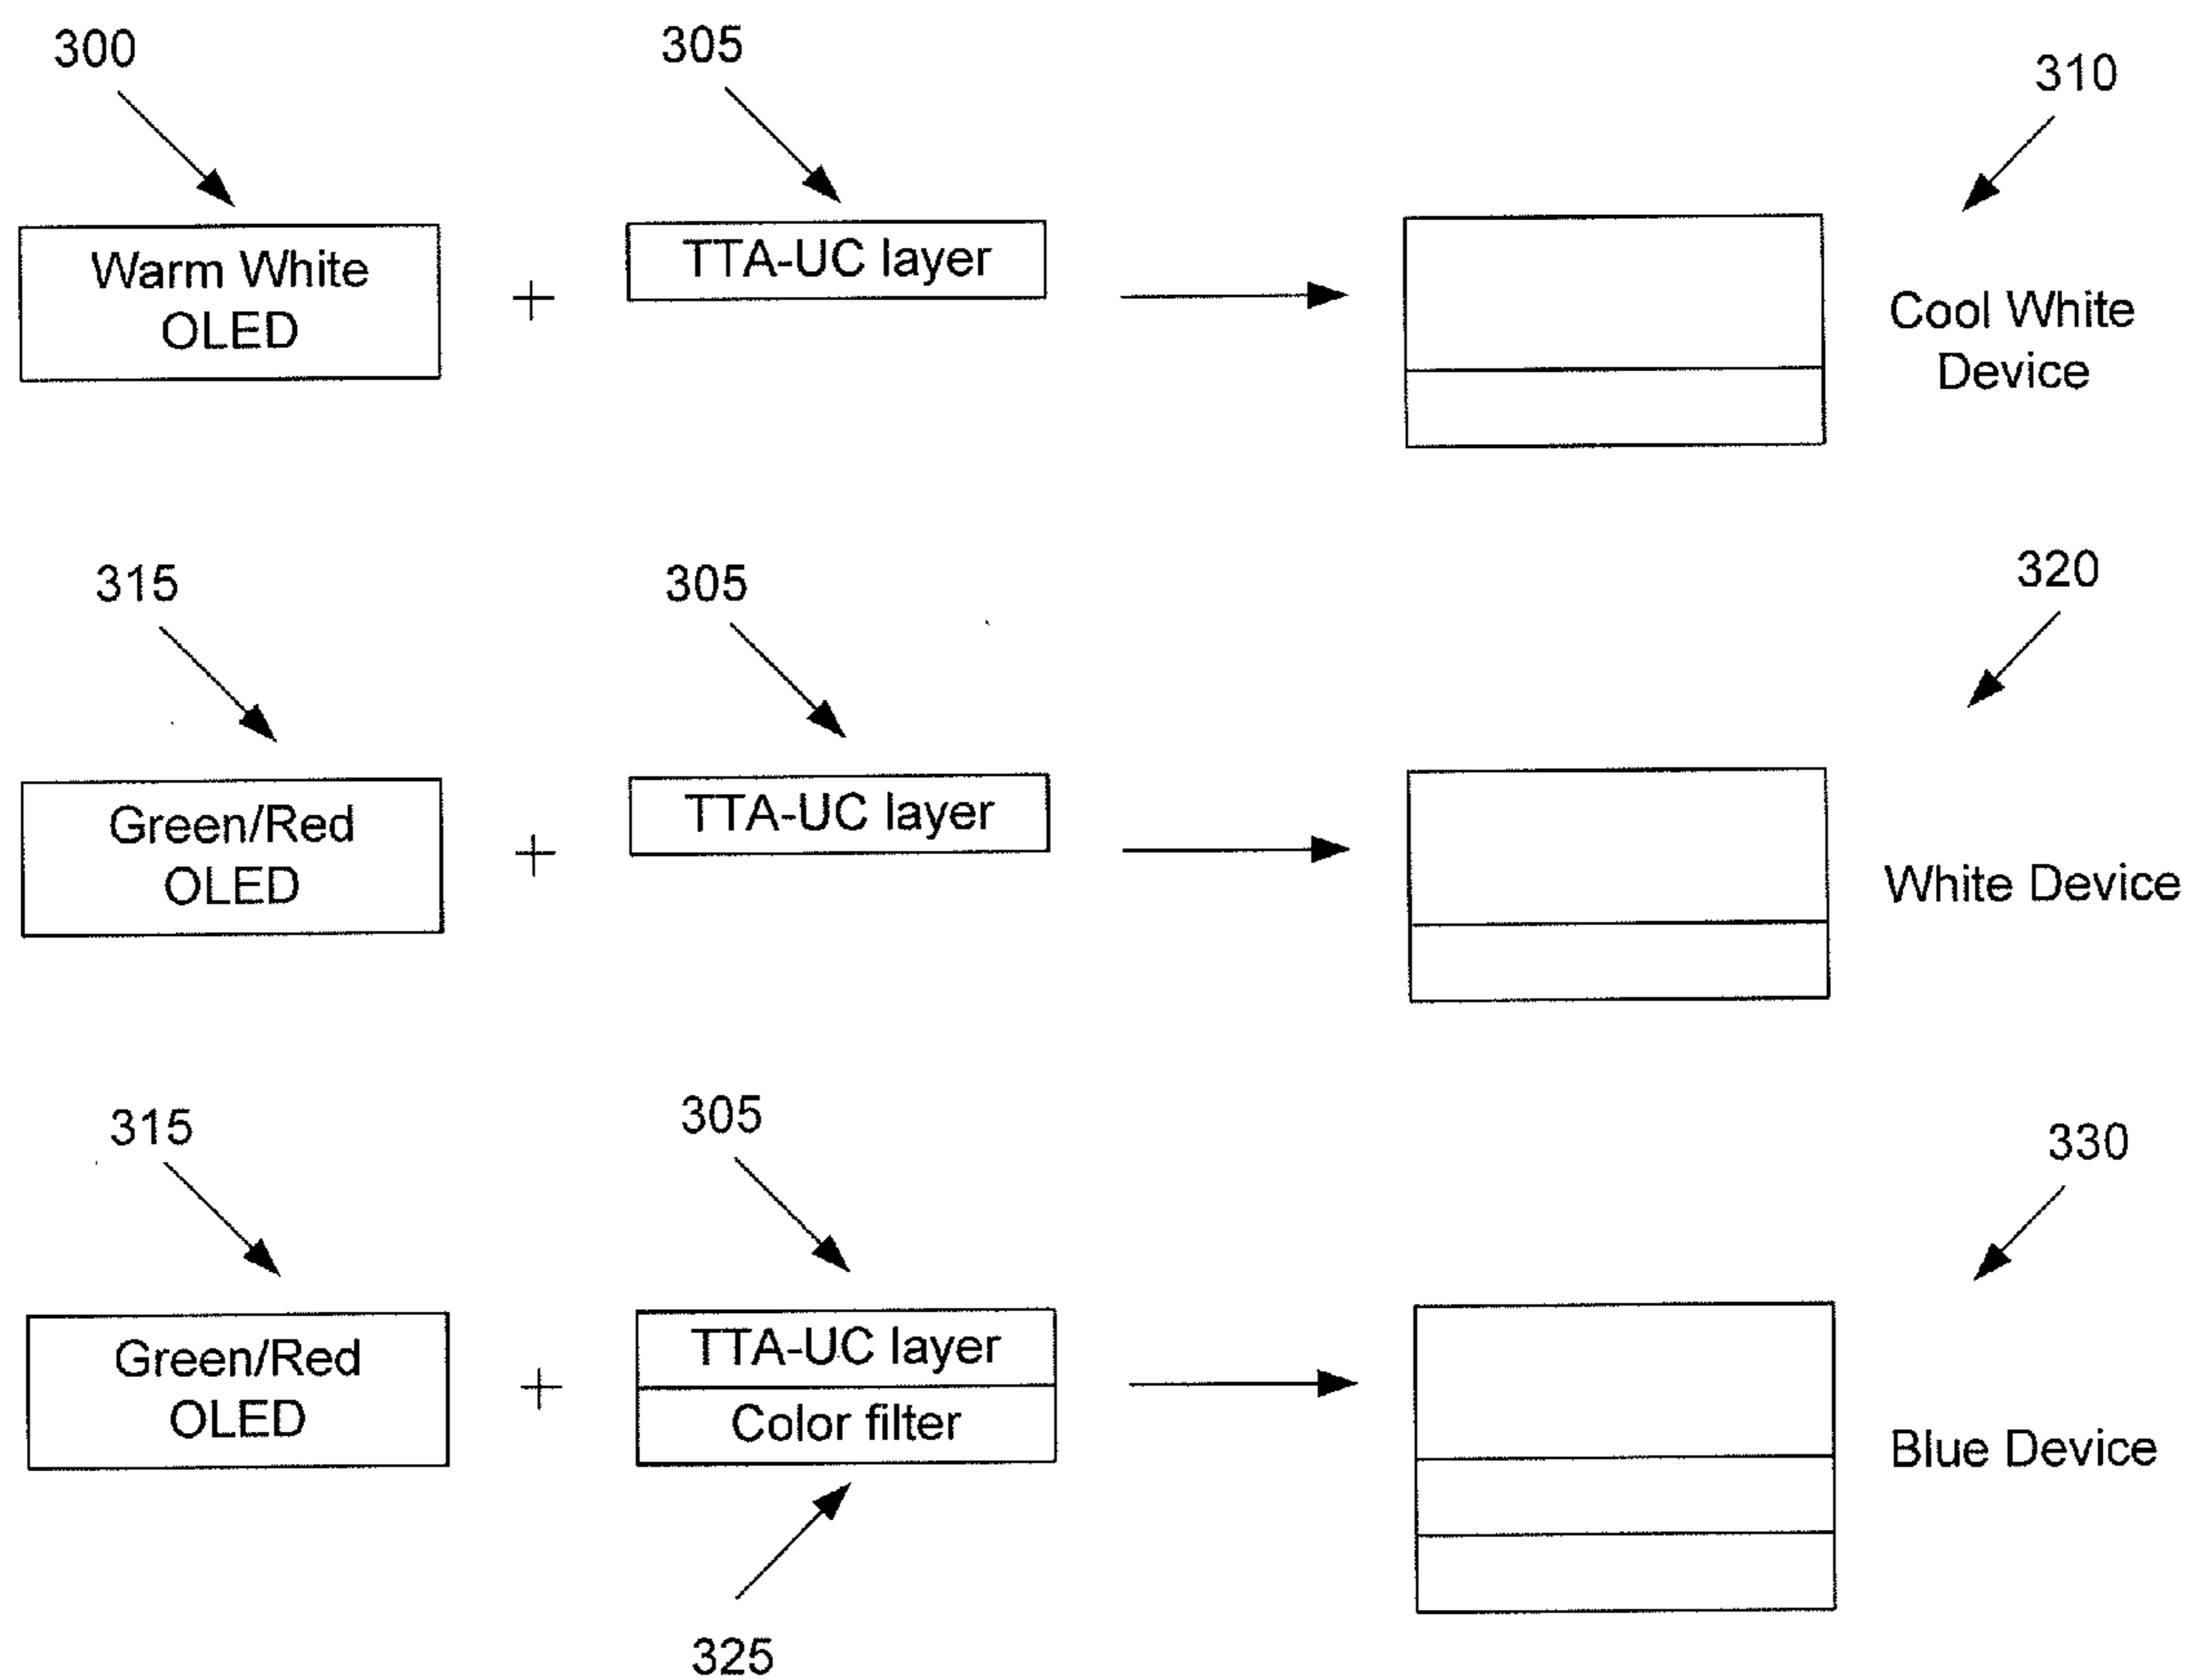 300
305
310
Warm White
OLED
+
TTA-UC layer
Cool White
Device
315
305
320
Green/Red
OLED
+
TTA-UC layer
White Device
315
305
330
Green/Red
OLED
+
TTA-UC layer
Color filter
Blue Device
325